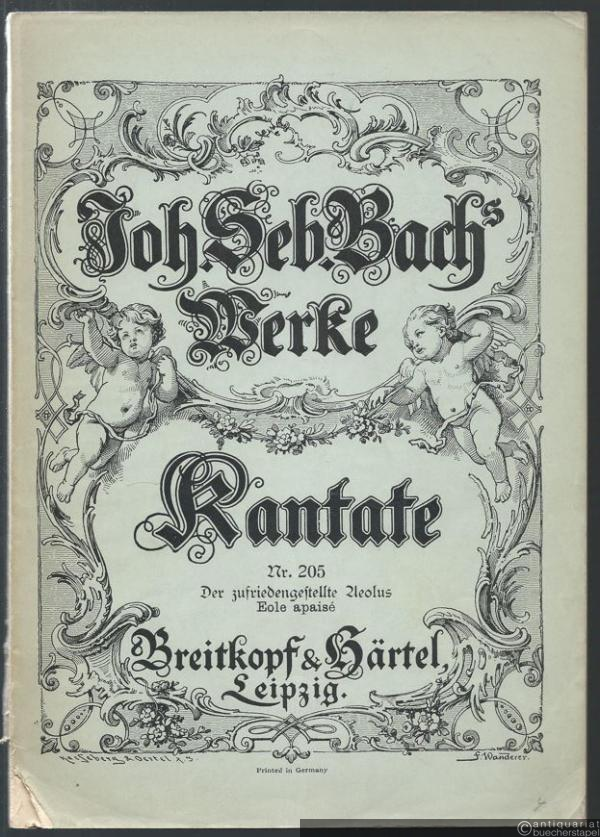 Joh. Seb. Bachs
Werke
Kantate
Nr. 205
Der zufriedengestellte Aeolus
Eole apaisé
Breitkopf & Härtel,
Leipzig.
F. Wanderer.
Printed in Germany
©antiquariat
buecherstapel